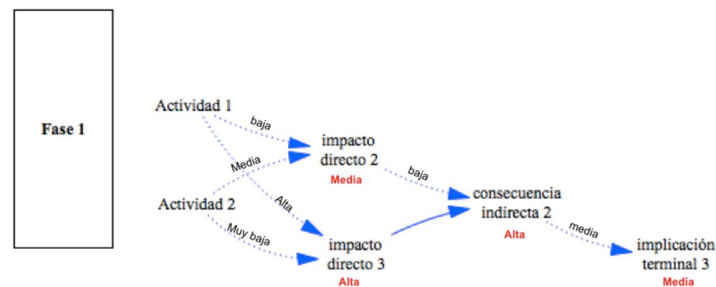 Fase 1
Actividad 1
baja
impacto
directo 2
Media
Media
baja
Actividad 2
Alta
Muy baja
consecuencia
indirecta 2
Alta
impacto
directo 3
Alta
media
implicación
terminal 3
Media